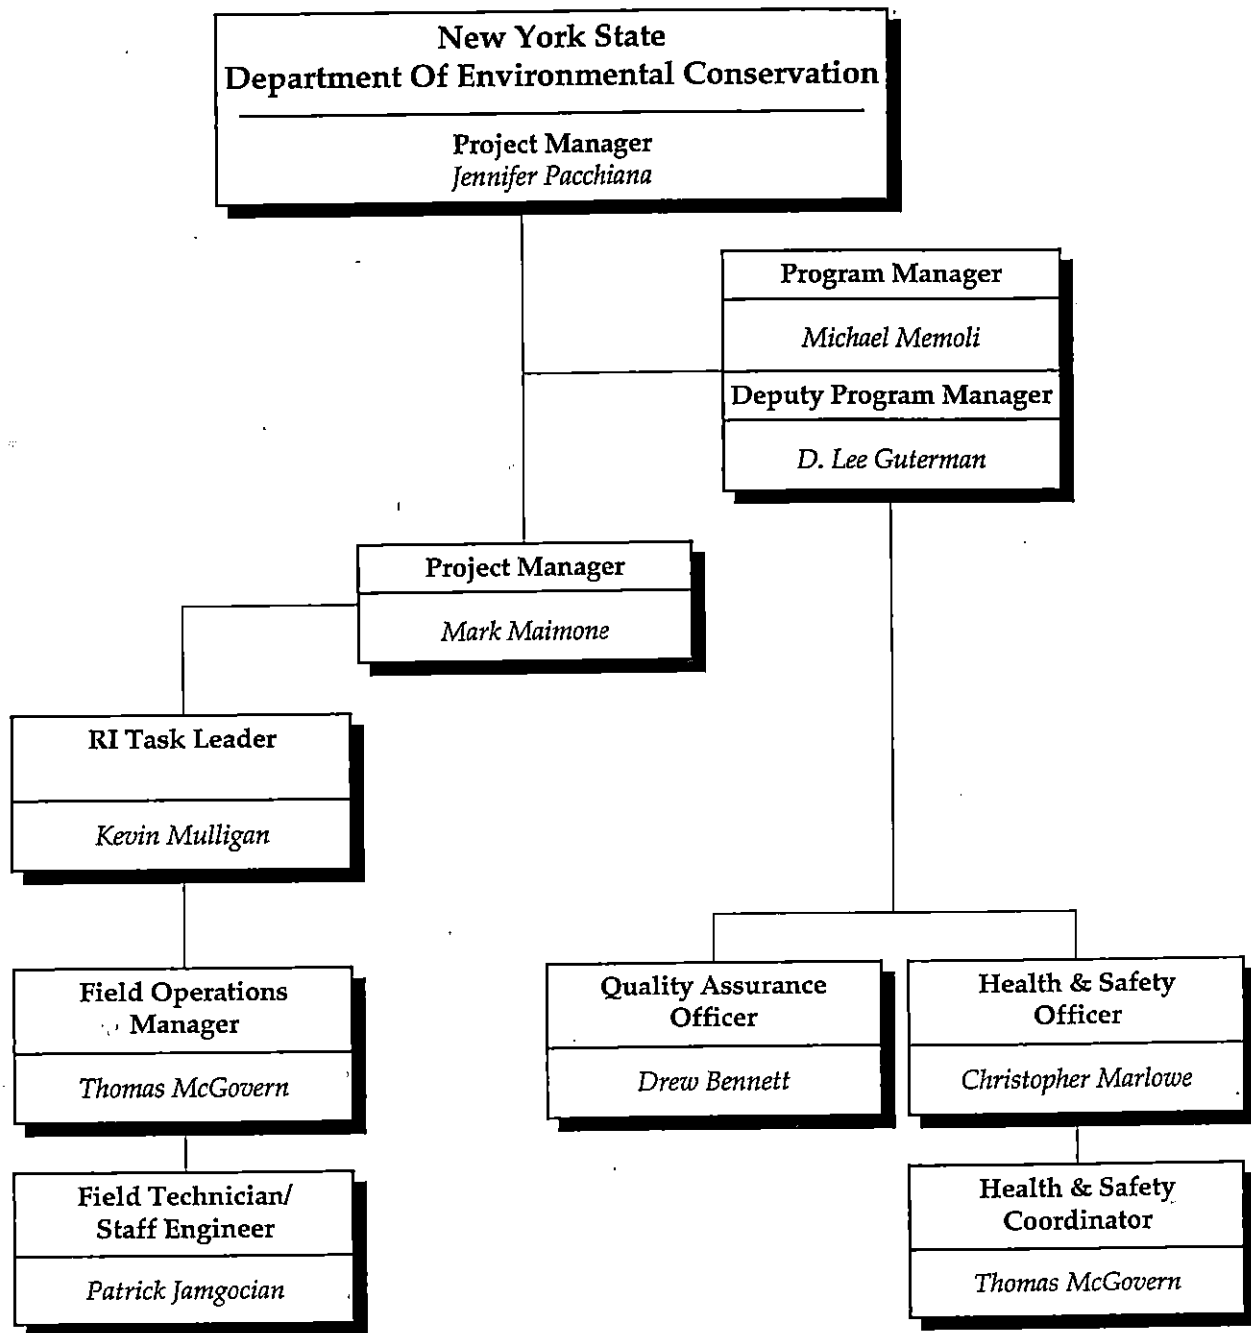 New York State
Department Of Environmental Conservation
Project Manager
Jennifer Pacchiana
Program Manager
Michael Memoli
Deputy Program Manager
D. Lee Guterman
Project Manager
Mark Maimone
RI Task Leader
Kevin Mulligan
Field Operations
Manager
Thomas McGovern
Field Technician/
Staff Engineer
Patrick Jamgocian
Quality Assurance
Officer
Drew Bennett
Health & Safety
Officer
Christopher Marlowe
Health & Safety
Coordinator
Thomas McGovern